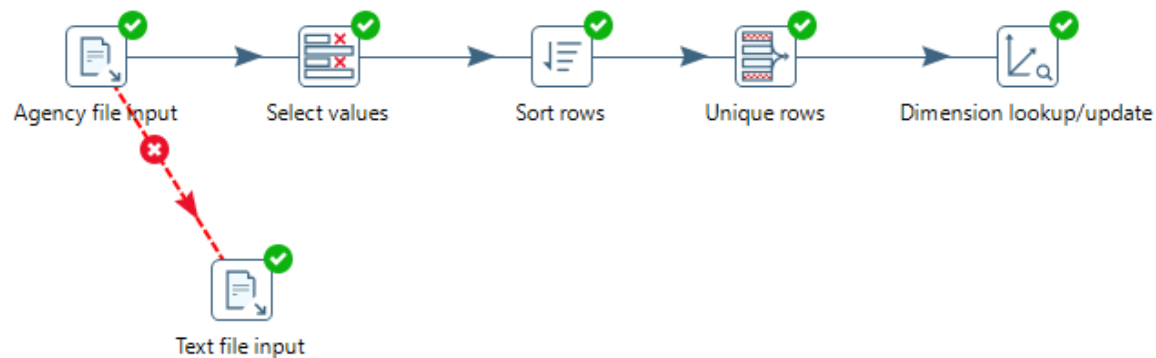 Agency file input
Select values
Sort rows
Unique rows
Dimension lookup/update
Text file input